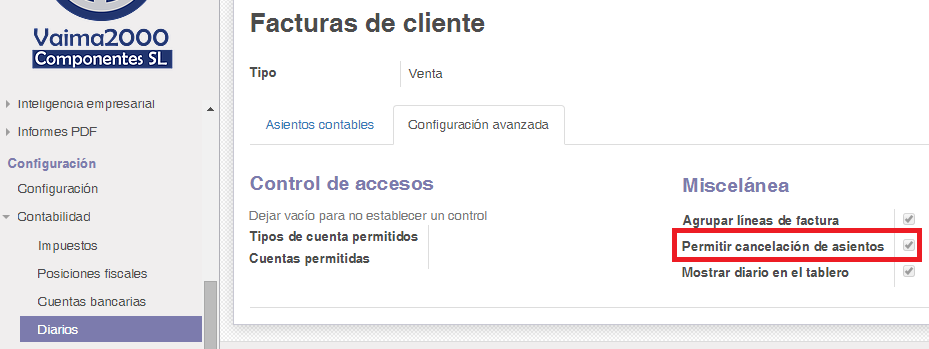 Vaima2000
Componentes SL
Inteligencia empresarial
Informes PDF
Configuración
Configuración
Contabilidad
Impuestos
Posiciones fiscales
Cuentas bancarias
Diarios
Facturas de cliente
Tipo Venta
Asientos contables Configuración avanzada
Control de accesos
Dejar vacío para no establecer un control
Tipos de cuenta permitidos
Cuentas permitidas
Miscelánea
Agrupar líneas de factura
Permitir cancelación de asientos
Mostrar diario en el tablero